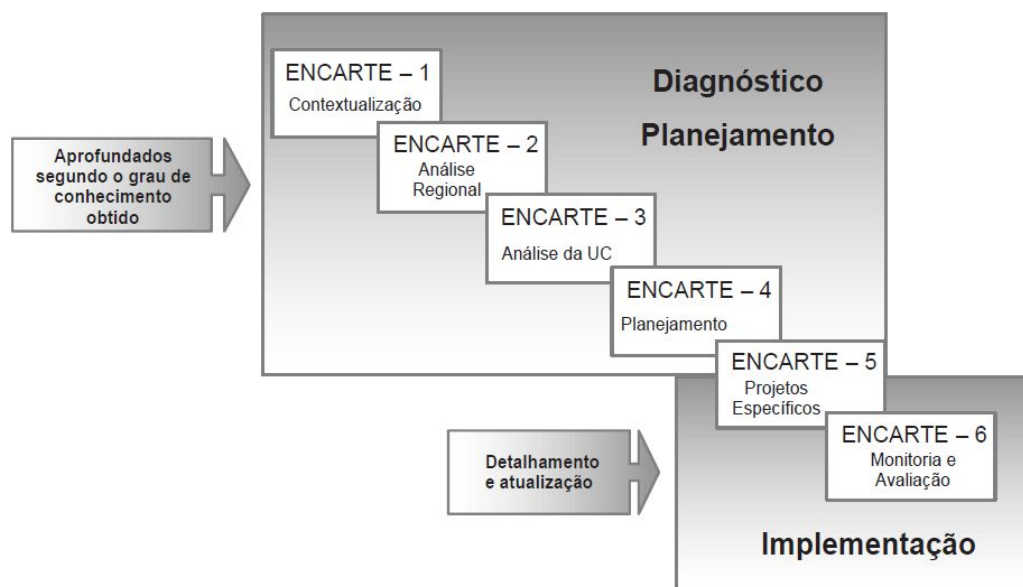 Diagnóstico
Planejamento
ENCARTE – 1
Contextualização
ENCARTE – 2
Análise
Regional
ENCARTE – 3
Análise da UC
ENCARTE – 4
Planejamento
ENCARTE – 5
Projetos
Específicos
ENCARTE – 6
Monitoria e
Avaliação
Aprofundados
segundo o grau de
conhecimento
obtido
Detalhamento
e atualização
Implementação